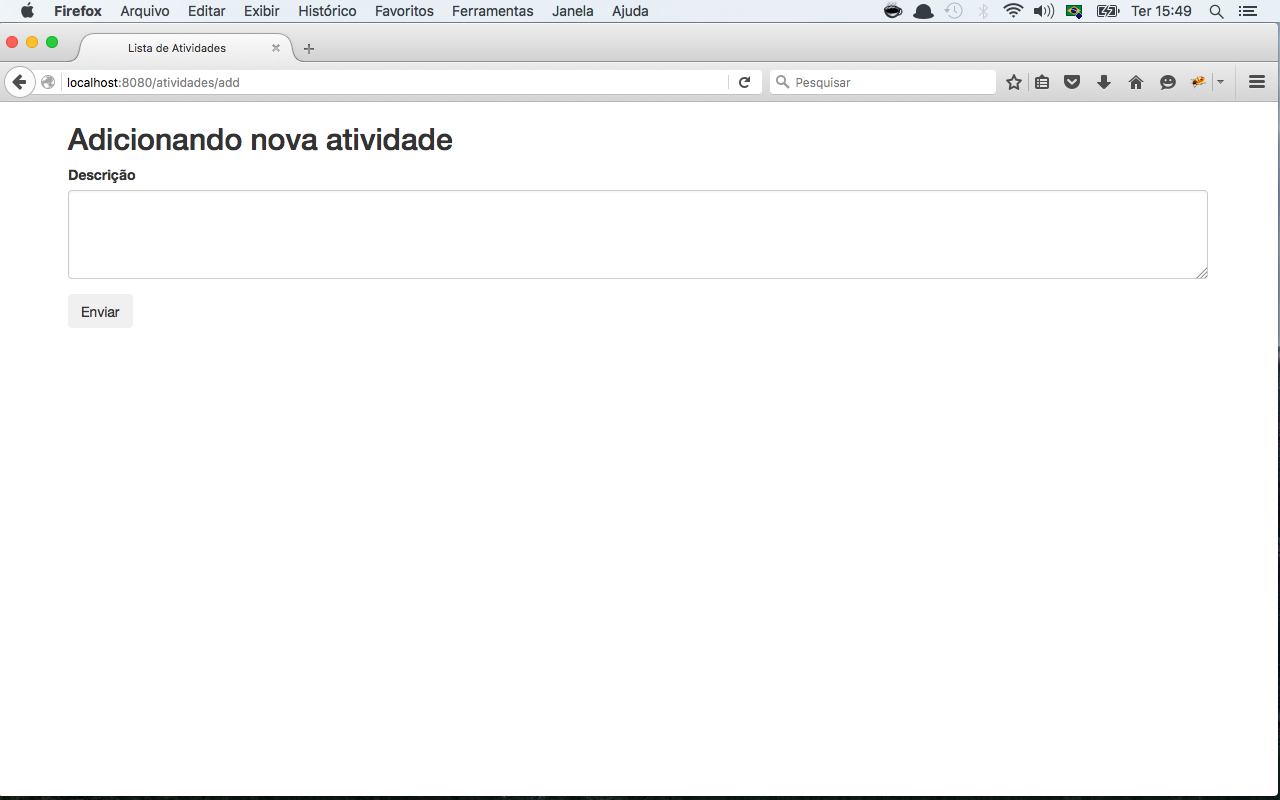 Firefox Arquivo Editar Exibir Histórico Favoritos Ferramentas Janela Ajuda Ter 15:49
Lista de Atividades
localhost:8080/atividades/add Pesquisar
Adicionando nova atividade
Descrição
Enviar